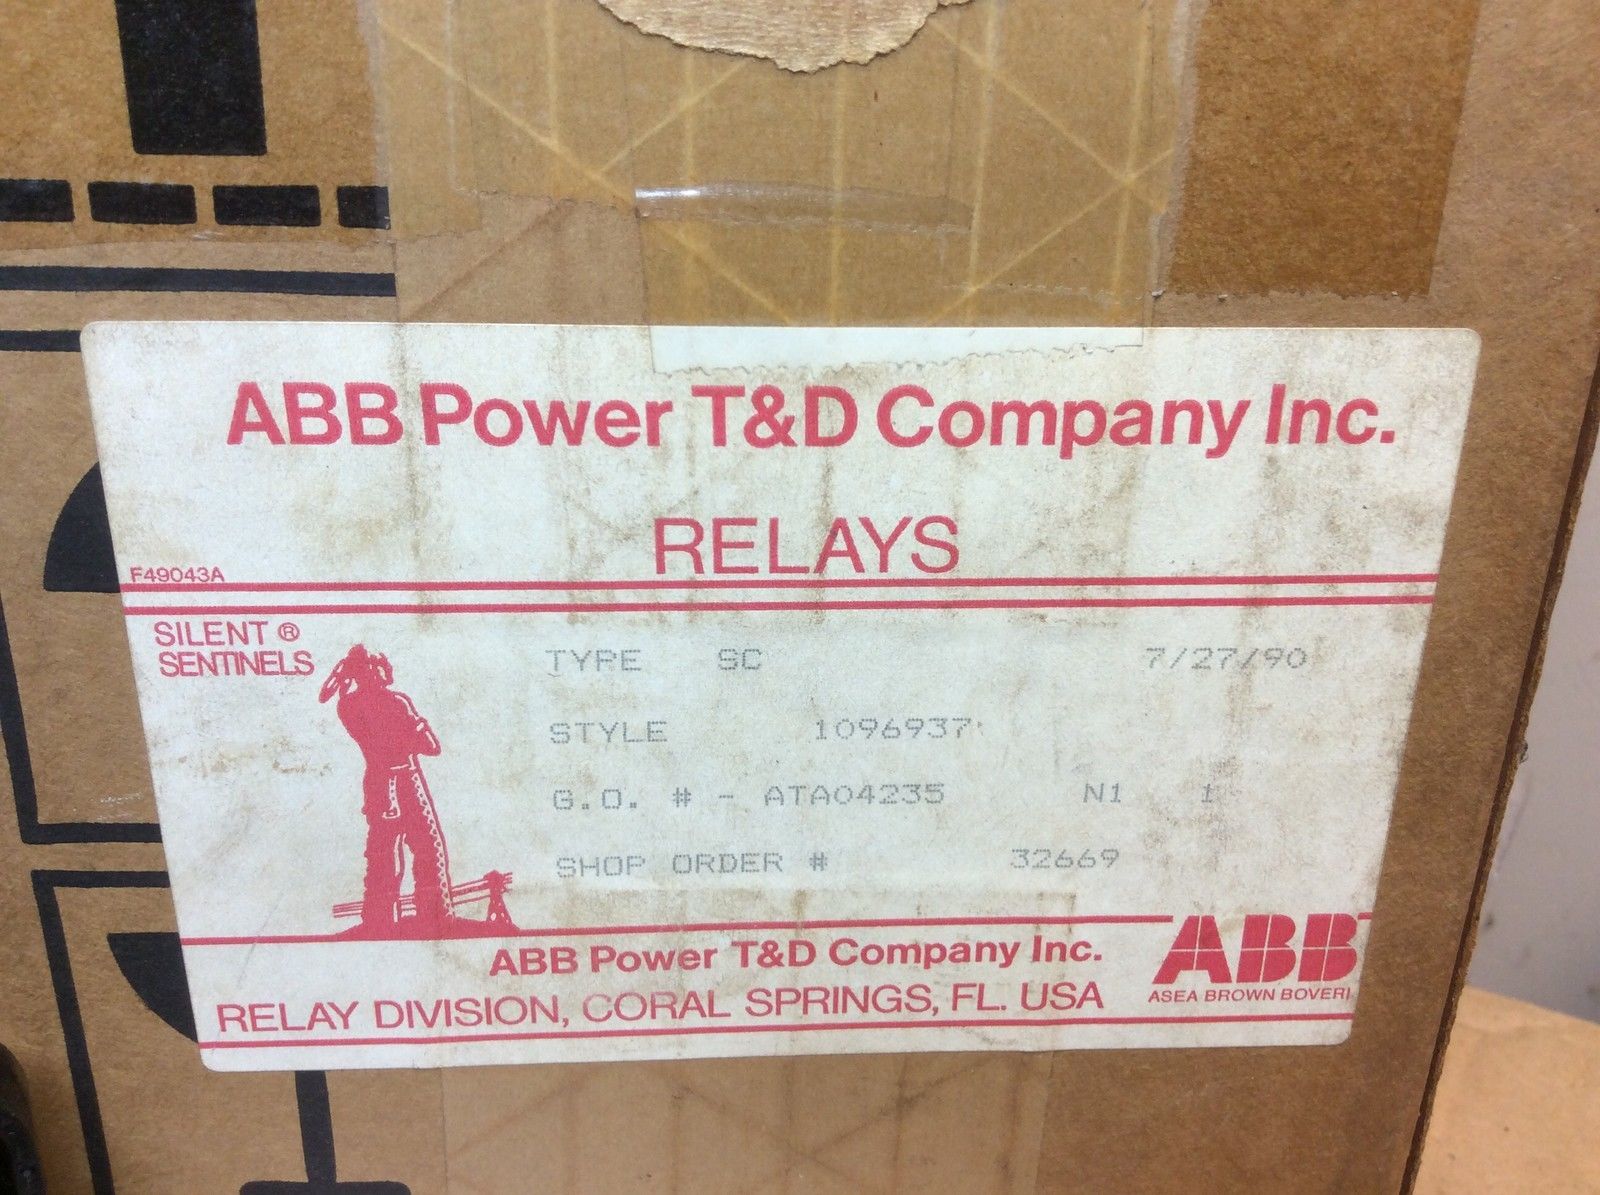 ABB Power T&D Company Inc.
RELAYS
F49043A
SILENT ®
SENTINELS
TYPE SC 7/27/90
STYLE 1096937
G.O. # - ATA04235 N1 1
SHOP ORDER # 32669
ABB Power T&D Company Inc.
RELAY DIVISION, CORAL SPRINGS, FL. USA
ABB
ASEA BROWN BOVERI